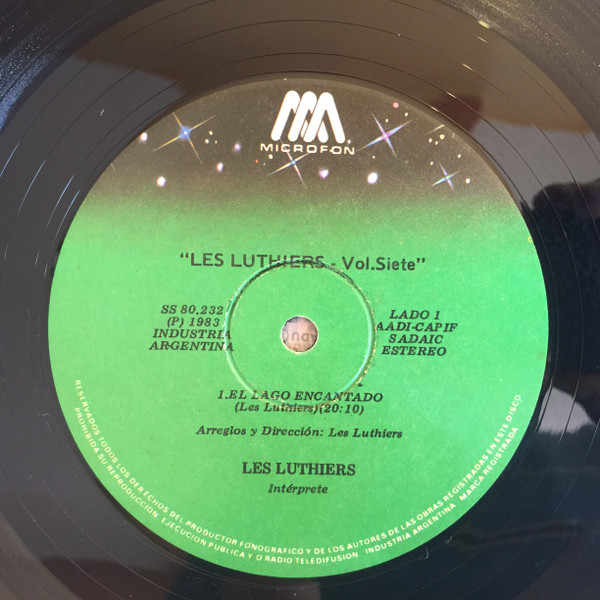 MICROFON
"LES LUTHIERS - Vol.Siete"
SS 80.232
(P) 1983
INDUSTRIA
ARGENTINA
LADO 1
AADI-CAPIF
SADAIC
ESTEREO
1.EL LAGO ENCANTADO
(Les Luthiers)(20:10)
Arreglos y Dirección: Les Luthiers
LES LUTHIERS
Intérprete
RESERVADOS TODOS LOS DERECHOS DEL PRODUCTOR FONOGRAFICO Y DE LOS AUTORES DE LAS OBRAS REGISTRADAS EN ESTE DISCO
PROHIBIDA SU REPRODUCCION EJECUCION PUBLICA Y O RADIO TELEDIFUSION INDUSTRIA ARGENTINA MARCA REGISTRADA